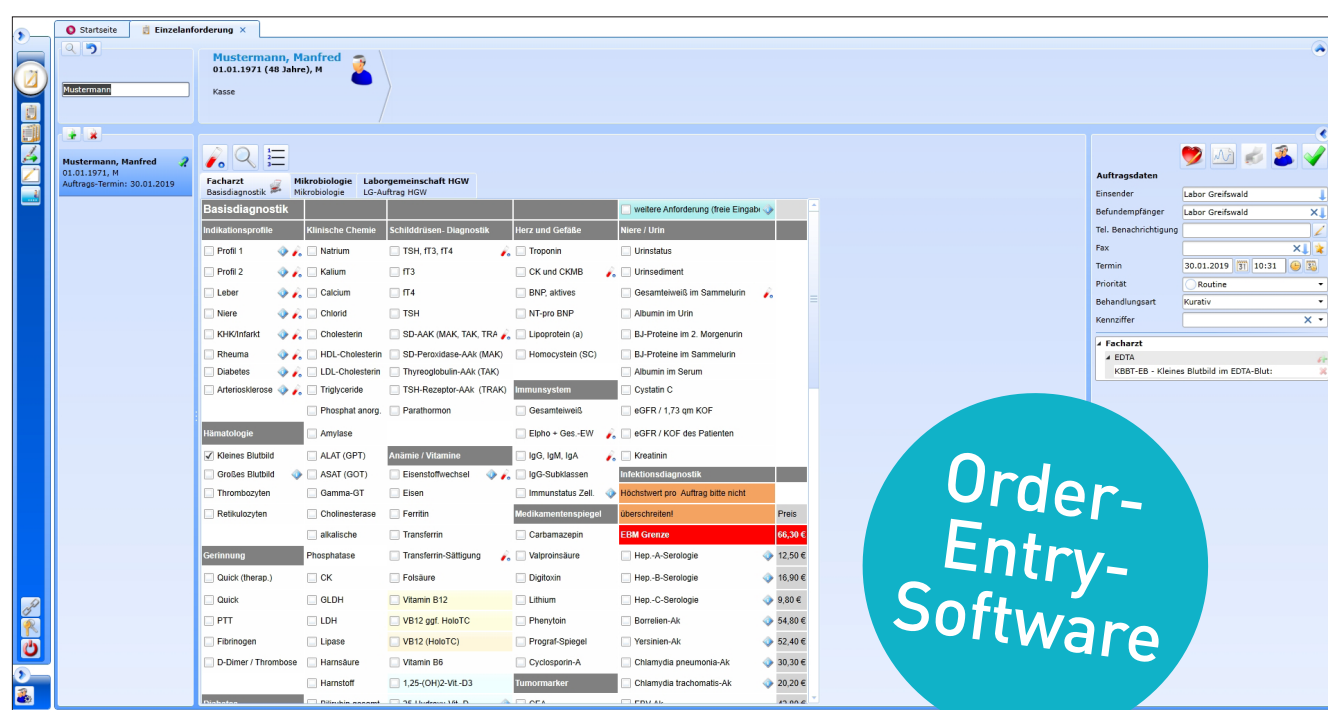 Startseite
Einzelanforderung ×
Mustermann
Mustermann, Manfred
01.01.1971 (48 Jahre), M
Kasse
Mustermann, Manfred
01.01.1971, M
Auftrags-Termin: 30.01.2019
Facharzt
Basisdiagnostik
Mikrobiologie
Mikrobiologie
Laborgemeinschaft HGW
LG-Auftrag HGW
Basisdiagnostik weitere Anforderung (freie Eingabe
Indikationsprofile Klinische Chemie Schilddrüsen- Diagnostik Herz und Gefäße Niere / Urin
Profil 1 Natrium TSH, fT3, fT4 Troponin Urinstatus
Profil 2 Kalium fT3 CK und CKMB Urinsediment
Leber Calcium fT4 BNP, aktives Gesamteiweiß im Sammelurin
Niere Chlorid TSH NT-pro BNP Albumin im Urin
KHK/Infarkt Cholesterin SD-AAK (MAK, TAK, TRA Lipoprotein (a) BJ-Proteine im 2. Morgenurin
Rheuma HDL-Cholesterin SD-Peroxidase-AAk (MAK) Homocystein (SC) BJ-Proteine im Sammelurin
Diabetes LDL-Cholesterin Thyreoglobulin-AAk (TAK) Albumin im Serum
Arteriosklerose Triglyceride TSH-Rezeptor-AAk (TRAK) Immunsystem Cystatin C
Phosphat anorg. Parathormon Gesamteiweiß eGFR / 1,73 qm KOF
Hämatologie Amylase Elpho + Ges.-EW eGFR / KOF des Patienten
Kleines Blutbild ALAT (GPT) Anämie / Vitamine IgG, IgM, IgA Kreatinin
Großes Blutbild ASAT (GOT) Eisenstoffwechsel IgG-Subklassen Infektionsdiagnostik
Thrombozyten Gamma-GT Eisen Immunstatus Zell. Höchstwert pro Auftrag bitte nicht
Retikulozyten Cholinesterase Ferritin Medikamentenspiegel überschreiten! Preis
alkalische Transferrin Carbamazepin EBM Grenze 66,30 €
Gerinnung Phosphatase Transferrin-Sättigung Valproinsäure Hep.-A-Serologie 12,50 €
Quick (therap.) CK Folsäure Digitoxin Hep.-B-Serologie 16,90 €
Quick GLDH Vitamin B12 Lithium Hep.-C-Serologie 9,80 €
PTT LDH VB12 ggf. HoloTC Phenytoin Borrelien-Ak 54,80 €
Fibrinogen Lipase VB12 (HoloTC) Prograf-Spiegel Yersinien-Ak 52,40 €
D-Dimer / Thrombose Harnsäure Vitamin B6 Cyclosporin-A Chlamydia pneumonia-Ak 30,30 €
Harnstoff 1,25-(OH)2-Vit.-D3 Tumormarker Chlamydia trachomatis-Ak 20,20 €
Auftragsdaten
Einsender Labor Greifswald
Befundempfänger Labor Greifswald
Tel. Benachrichtigung
Fax
Termin 30.01.2019 10:31
Priorität Routine
Behandlungsart Kurativ
Kennziffer
Facharzt
EDTA
KBBT-EB - Kleines Blutbild im EDTA-Blut:
Order-
Entry-
Software